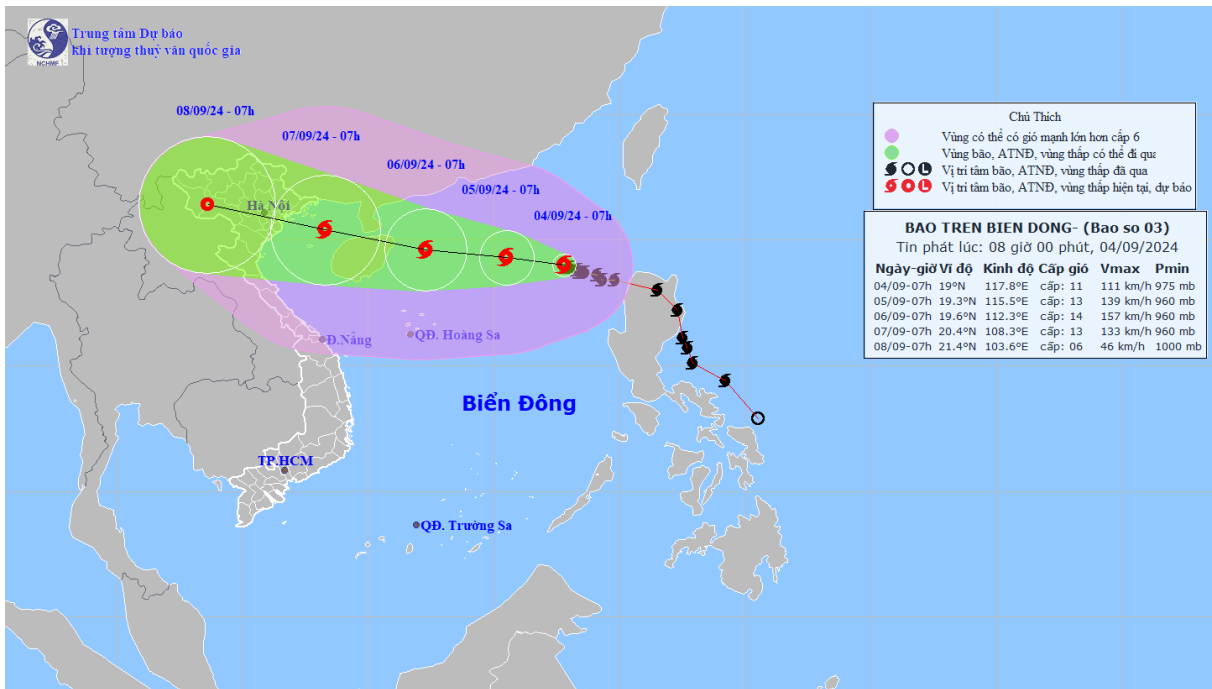 Trung tâm Dự báo
khí tượng thuỷ văn quốc gia
NCHMF
08/09/24 - 07h
07/09/24 - 07h
06/09/24 - 07h
05/09/24 - 07h
04/09/24 - 07h
Hà Nội
Đ.Nẵng
QĐ. Hoàng Sa
Biển Đông
TP.HCM
QĐ. Trường Sa
Chú Thích
Vùng có thể có gió mạnh lớn hơn cấp 6
Vùng bão, ATNĐ, vùng thấp có thể đi qua
Vị trí tâm bão, ATNĐ, vùng thấp đã qua
Vị trí tâm bão, ATNĐ, vùng thấp hiện tại, dự báo
BAO TREN BIEN DONG- (Bao so 03)
Tin phát lúc: 08 giờ 00 phút, 04/09/2024
Ngày-giờ Vĩ độ Kinh độ Cấp gió Vmax Pmin
04/09-07h 19°N 117.8°E cấp: 11 111 km/h 975 mb
05/09-07h 19.3°N 115.5°E cấp: 13 139 km/h 960 mb
06/09-07h 19.6°N 112.3°E cấp: 14 157 km/h 960 mb
07/09-07h 20.4°N 108.3°E cấp: 13 133 km/h 960 mb
08/09-07h 21.4°N 103.6°E cấp: 06 46 km/h 1000 mb